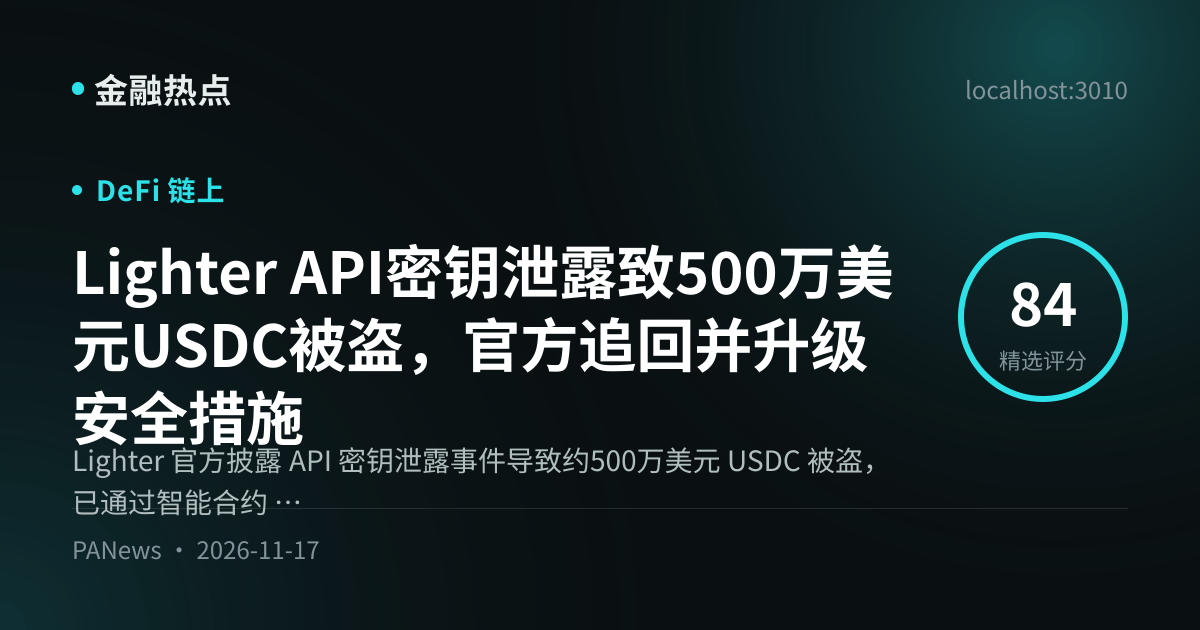 金融热点
localhost:3010
DeFi 链上
Lighter API密钥泄露致500万美
元USDC被盗，官方追回并升级
安全措施
84
精选评分
Lighter 官方披露 API 密钥泄露事件导致约500万美元 USDC 被盗，
已通过智能合约 …
PANews • 2026-11-17